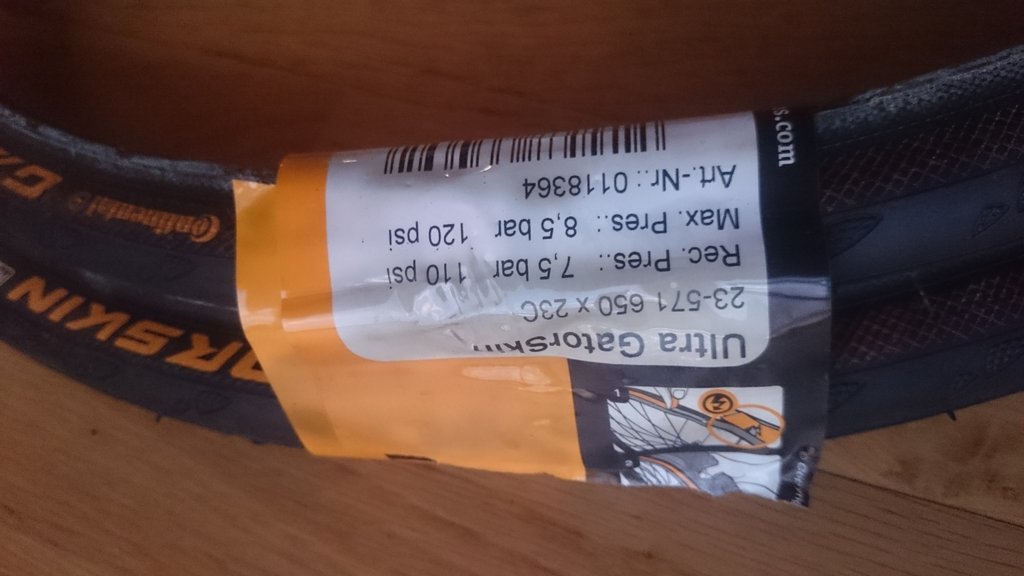 Ultra GatorSkin
23-571 650 x 23C
Rec. Pres.: 7,5 bar 110 psi
Max. Pres.: 8,5 bar 120 psi
Art.-Nr.: 0118364
s.com
1
Continental
RSKIN